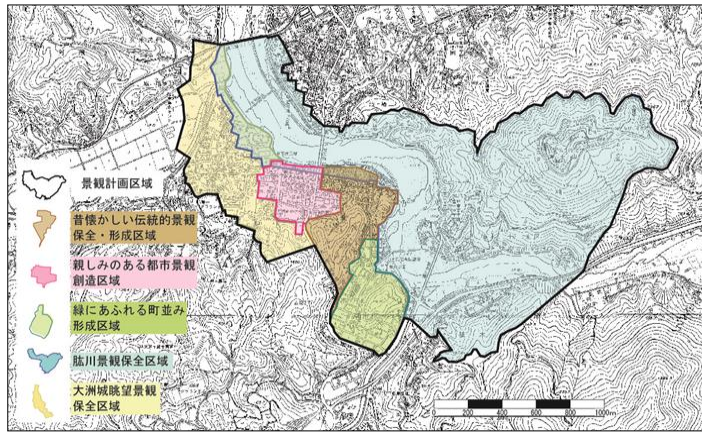 景観計画区域
昔懐かしい伝統的景観
保全・形成区域
親しみのある都市景観
創造区域
緑にあふれる町並み
形成区域
肱川景観保全区域
大洲城眺望景観
保全区域
200
400
600
800
1000m